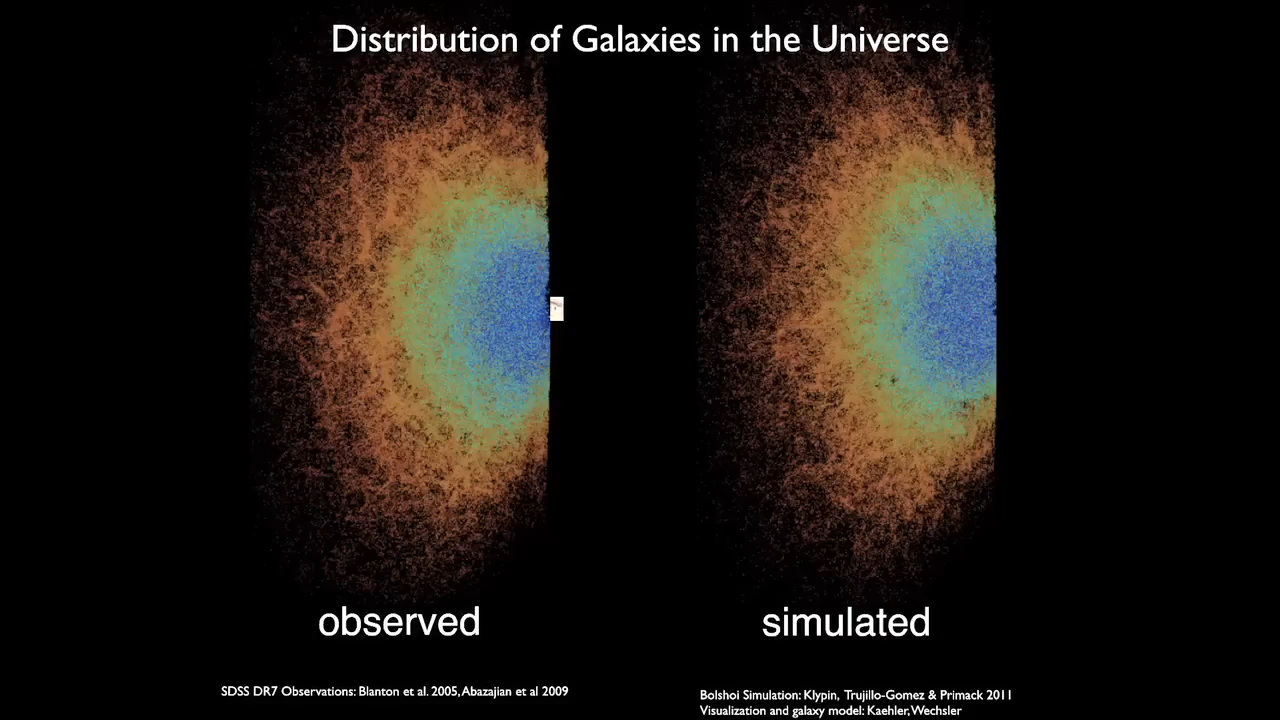 Distribution of Galaxies in the Universe
observed
simulated
SDSS DR7 Observations: Blanton et al. 2005, Abazajian et al 2009
Bolshoi Simulation: Klypin, Trujillo-Gomez & Primack 2011
Visualization and galaxy model: Kaehler, Wechsler